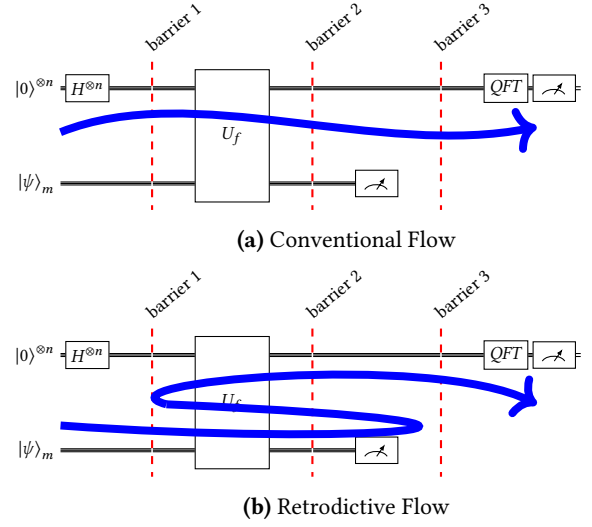 barrier 1 barrier 2 barrier 3
|0⟩⊗n H⊗n QFT
U_f
|ψ⟩_m
(a) Conventional Flow
barrier 1 barrier 2 barrier 3
|0⟩⊗n H⊗n QFT
U_f
|ψ⟩_m
(b) Retrodictive Flow